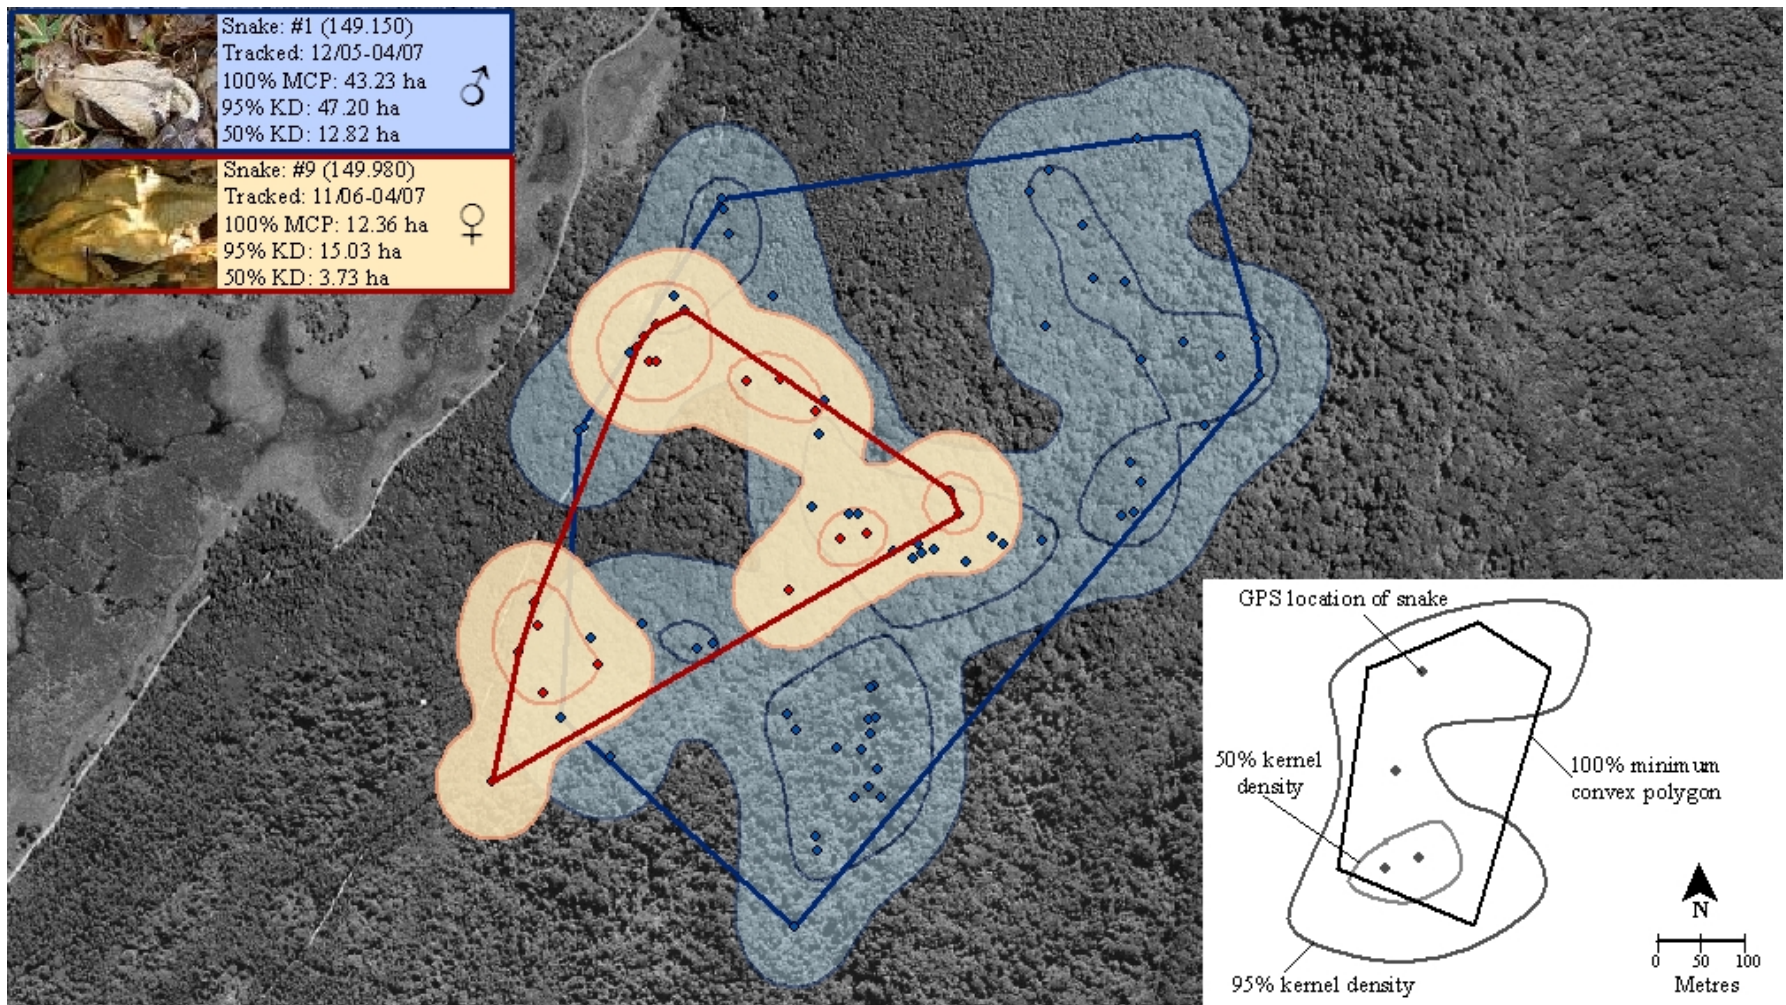 Snake: #1 (149.150)
Tracked: 12/05-04/07
100% MCP: 43.23 ha
95% KD: 47.20 ha
50% KD: 12.82 ha
♂
Snake: #9 (149.980)
Tracked: 11/06-04/07
100% MCP: 12.36 ha
95% KD: 15.03 ha
50% KD: 3.73 ha
♀
GPS location of snake
50% kernel
density
100% minimum
convex polygon
95% kernel density
N
0 50 100
Metres